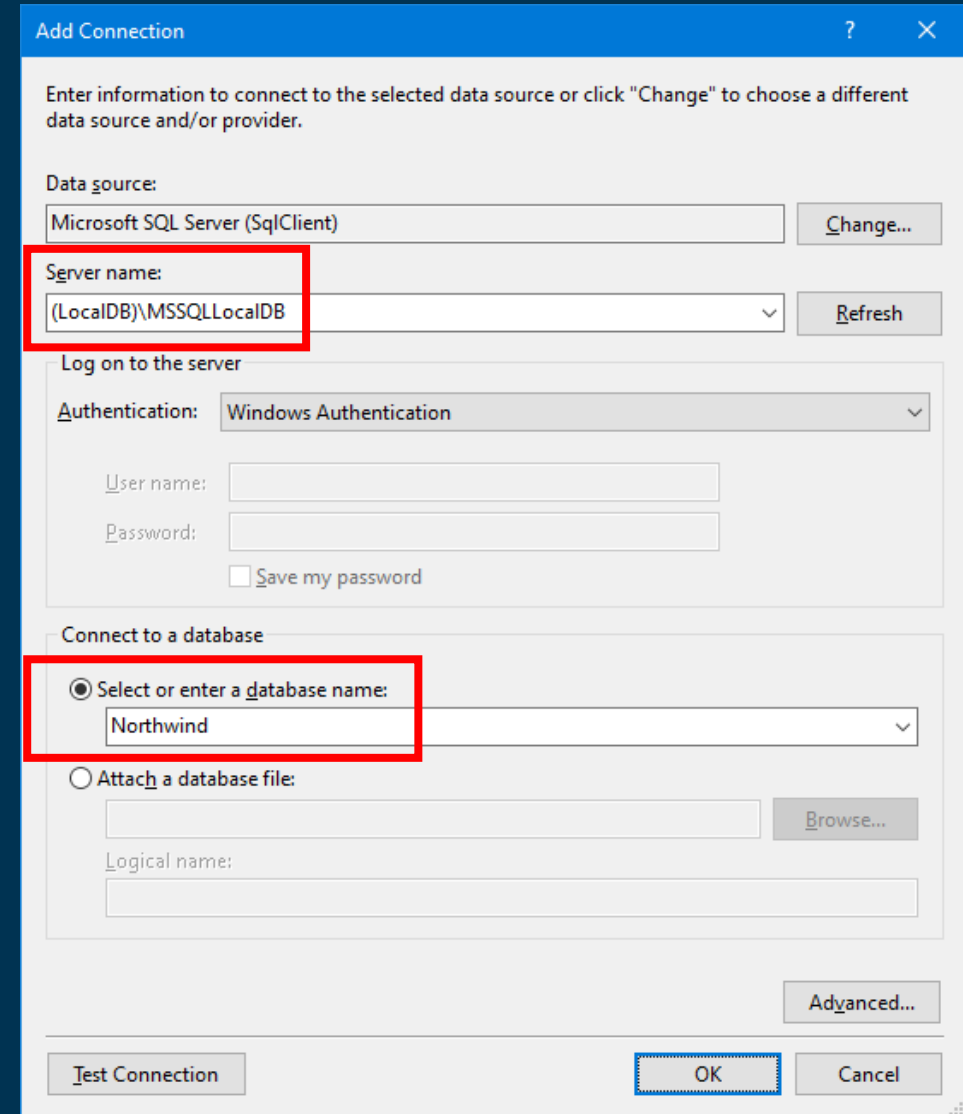 Add Connection ?
Enter information to connect to the selected data source or click "Change" to choose a different
data source and/or provider.
Data source:
Microsoft SQL Server (SqlClient) Change...
Server name:
(LocalDB)\MSSQLLocalDB Refresh
Log on to the server
Authentication: Windows Authentication
User name:
Password:
Save my password
Connect to a database
Select or enter a database name:
Northwind
Attach a database file:
Browse...
Logical name:
Advanced...
Test Connection OK Cancel